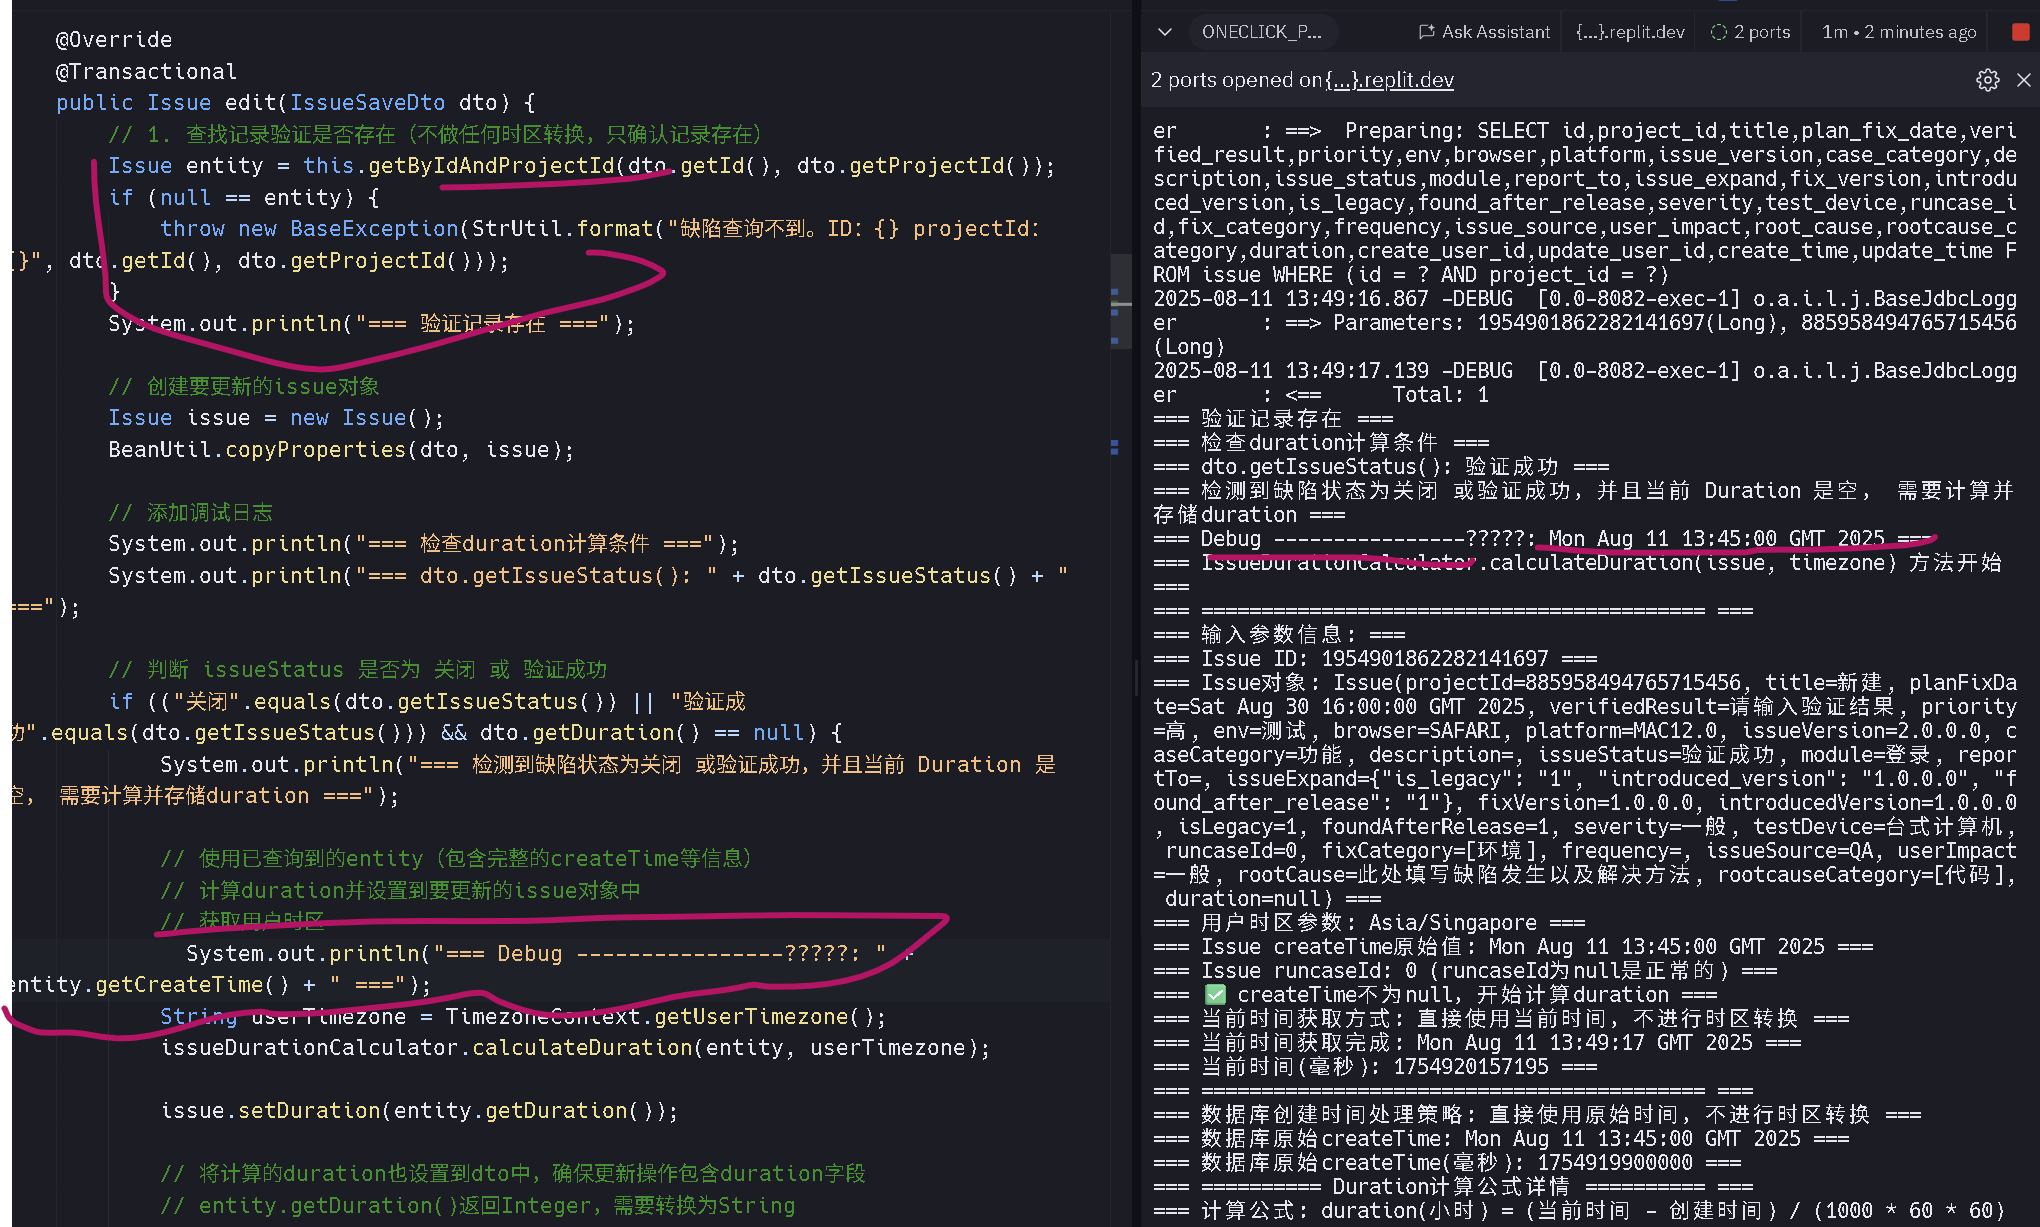 @Override
@Transactional
public Issue edit(IssueSaveDto dto) {
// 1. 查找记录验证是否存在（不做任何时区转换，只确认记录存在）
Issue entity = this.getByIdAndProjectId(dto.getId(), dto.getProjectId());
if (null == entity) {
throw new BaseException(StrUtil.format("缺陷查询不到。ID: {} projectId:
{}", dto.getId(), dto.getProjectId()));
}
System.out.println("=== 验证记录存在 ===");
// 创建要更新的issue对象
Issue issue = new Issue();
BeanUtil.copyProperties(dto, issue);
// 添加调试日志
System.out.println("=== 检查duration计算条件 ===");
System.out.println("=== dto.getIssueStatus(): " + dto.getIssueStatus() + "
===");
// 判断 issueStatus 是否为 关闭 或 验证成功
if (("关闭".equals(dto.getIssueStatus()) || "验证成
功".equals(dto.getIssueStatus())) && dto.getDuration() == null) {
System.out.println("=== 检测到缺陷状态为关闭 或验证成功，并且当前 Duration 是
空， 需要计算并存储duration ===");
// 使用已查询到的entity（包含完整的createTime等信息）
// 计算duration并设置到要更新的issue对象中
// 获取用户时区
System.out.println("=== Debug ----------------?????: " +
entity.getCreateTime() + " ===");
String userTimezone = TimezoneContext.getUserTimezone();
issueDurationCalculator.calculateDuration(entity, userTimezone);
issue.setDuration(entity.getDuration());
// 将计算的duration也设置到dto中，确保更新操作包含duration字段
// entity.getDuration()返回Integer，需要转换为String
ONECLICK_P...
Ask Assistant
{...}.replit.dev
2 ports
1m • 2 minutes ago
2 ports opened on {...}.replit.dev
er : ==> Preparing: SELECT id,project_id,title,plan_fix_date,veri
fied_result,priority,env,browser,platform,issue_version,case_category,de
scription,issue_status,module,report_to,issue_expand,fix_version,introdu
ced_version,is_legacy,found_after_release,severity,test_device,runcase_i
d,fix_category,frequency,issue_source,user_impact,root_cause,rootcause_c
ategory,duration,create_user_id,update_user_id,create_time,update_time F
ROM issue WHERE (id = ? AND project_id = ?)
2025-08-11 13:49:16.867 -DEBUG [0.0-8082-exec-1] o.a.i.l.j.BaseJdbcLogg
er : ==> Parameters: 1954901862282141697(Long), 885958494765715456
(Long)
2025-08-11 13:49:17.139 -DEBUG [0.0-8082-exec-1] o.a.i.l.j.BaseJdbcLogg
er : <== Total: 1
=== 验证记录存在 ===
=== 检查duration计算条件 ===
=== dto.getIssueStatus(): 验证成功 ===
=== 检测到缺陷状态为关闭 或验证成功，并且当前 Duration 是空， 需要计算并
存储duration ===
=== Debug ----------------?????: Mon Aug 11 13:45:00 GMT 2025 ===
=== IssueDurationCalculator.calculateDuration(issue, timezone) 方法开始
===
=== ========================================== ===
=== 输入参数信息: ===
=== Issue ID: 1954901862282141697 ===
=== Issue对象: Issue(projectId=885958494765715456, title=新建, planFixDa
te=Sat Aug 30 16:00:00 GMT 2025, verifiedResult=请输入验证结果, priority
=高, env=测试, browser=SAFARI, platform=MAC12.0, issueVersion=2.0.0.0, c
aseCategory=功能, description=, issueStatus=验证成功, module=登录, repor
tTo=, issueExpand={"is_legacy": "1", "introduced_version": "1.0.0.0", "f
ound_after_release": "1"}, fixVersion=1.0.0.0, introducedVersion=1.0.0.0
, isLegacy=1, foundAfterRelease=1, severity=一般, testDevice=台式计算机,
runcaseId=0, fixCategory=[环境], frequency=, issueSource=QA, userImpact
=一般, rootCause=此处填写缺陷发生以及解决方法, rootcauseCategory=[代码],
duration=null) ===
=== 用户时区参数: Asia/Singapore ===
=== Issue createTime原始值: Mon Aug 11 13:45:00 GMT 2025 ===
=== Issue runcaseId: 0 (runcaseId为null是正常的) ===
=== ✅ createTime不为null，开始计算duration ===
=== 当前时间获取方式: 直接使用当前时间，不进行时区转换 ===
=== 当前时间获取完成: Mon Aug 11 13:49:17 GMT 2025 ===
=== 当前时间(毫秒): 1754920157195 ===
=== ========================================== ===
=== 数据库创建时间处理策略: 直接使用原始时间，不进行时区转换 ===
=== 数据库原始createTime: Mon Aug 11 13:45:00 GMT 2025 ===
=== 数据库原始createTime(毫秒): 1754919900000 ===
=== ========== Duration计算公式详情 ========== ===
=== 计算公式: duration(小时) = (当前时间 - 创建时间) / (1000 * 60 * 60)